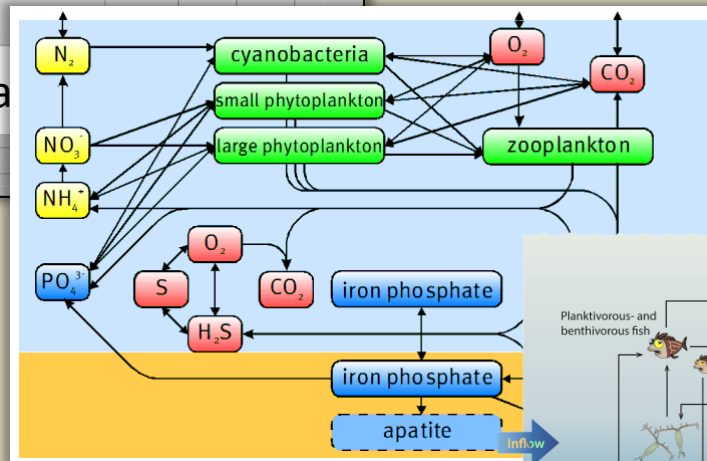 N₂
cyanobacteria
O₂
CO₂
small phytoplankton
a
NO₃⁻
large phytoplankton
zooplankton
NH₄⁺
O₂
PO₄³⁻
S
CO₂
iron phosphate
H₂S
Planktivorous- and
benthivorous fish
iron phosphate
apatite
Inflow